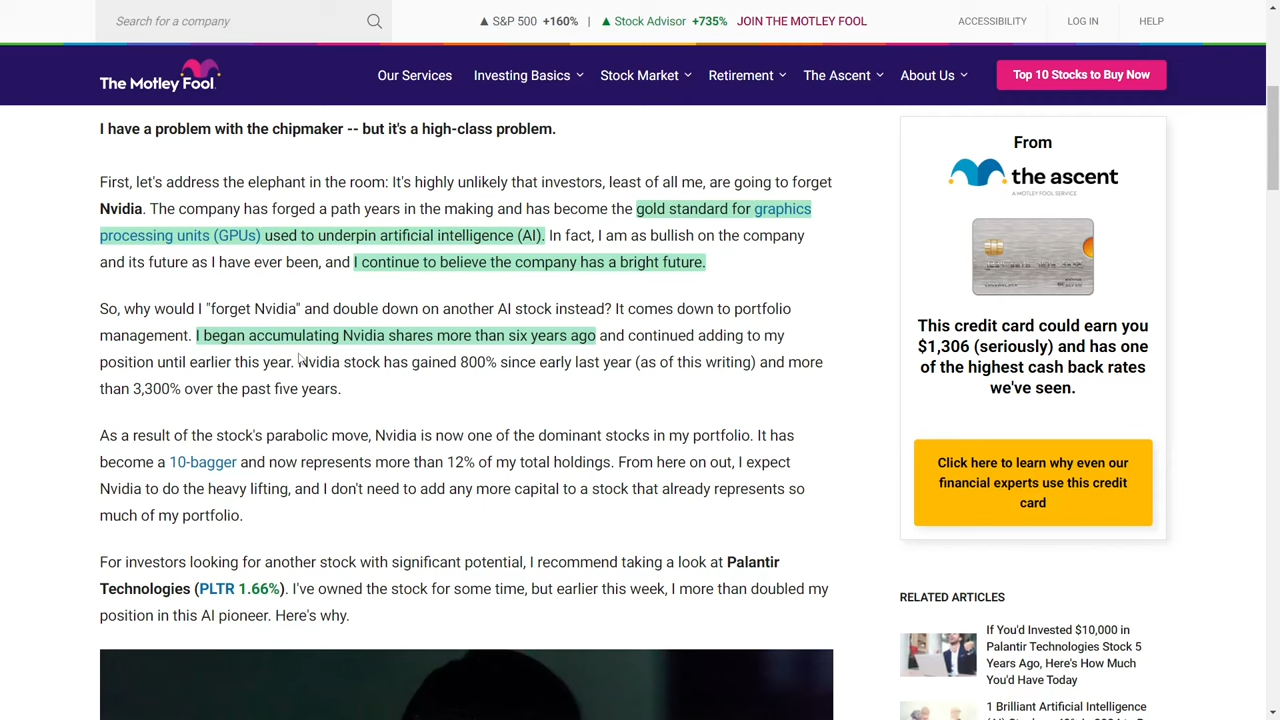 Search for a company
▲ S&P 500 +160% | ▲ Stock Advisor +735% JOIN THE MOTLEY FOOL
ACCESSIBILITY LOG IN HELP
The Motley Fool.
Our Services Investing Basics Stock Market Retirement The Ascent About Us Top 10 Stocks to Buy Now
I have a problem with the chipmaker -- but it's a high-class problem.
First, let's address the elephant in the room: It's highly unlikely that investors, least of all me, are going to forget
Nvidia. The company has forged a path years in the making and has become the gold standard for graphics
processing units (GPUs) used to underpin artificial intelligence (AI). In fact, I am as bullish on the company
and its future as I have ever been, and I continue to believe the company has a bright future.
So, why would I "forget Nvidia" and double down on another AI stock instead? It comes down to portfolio
management. I began accumulating Nvidia shares more than six years ago and continued adding to my
position until earlier this year. Nvidia stock has gained 800% since early last year (as of this writing) and more
than 3,300% over the past five years.
As a result of the stock's parabolic move, Nvidia is now one of the dominant stocks in my portfolio. It has
become a 10-bagger and now represents more than 12% of my total holdings. From here on out, I expect
Nvidia to do the heavy lifting, and I don't need to add any more capital to a stock that already represents so
much of my portfolio.
For investors looking for another stock with significant potential, I recommend taking a look at Palantir
Technologies (PLTR 1.66%). I've owned the stock for some time, but earlier this week, I more than doubled my
position in this AI pioneer. Here's why.
From
the ascent
A MOTLEY FOOL SERVICE
This credit card could earn you
$1,306 (seriously) and has one
of the highest cash back rates
we've seen.
Click here to learn why even our
financial experts use this credit
card
RELATED ARTICLES
If You'd Invested $10,000 in
Palantir Technologies Stock 5
Years Ago, Here's How Much
You'd Have Today
1 Brilliant Artificial Intelligence